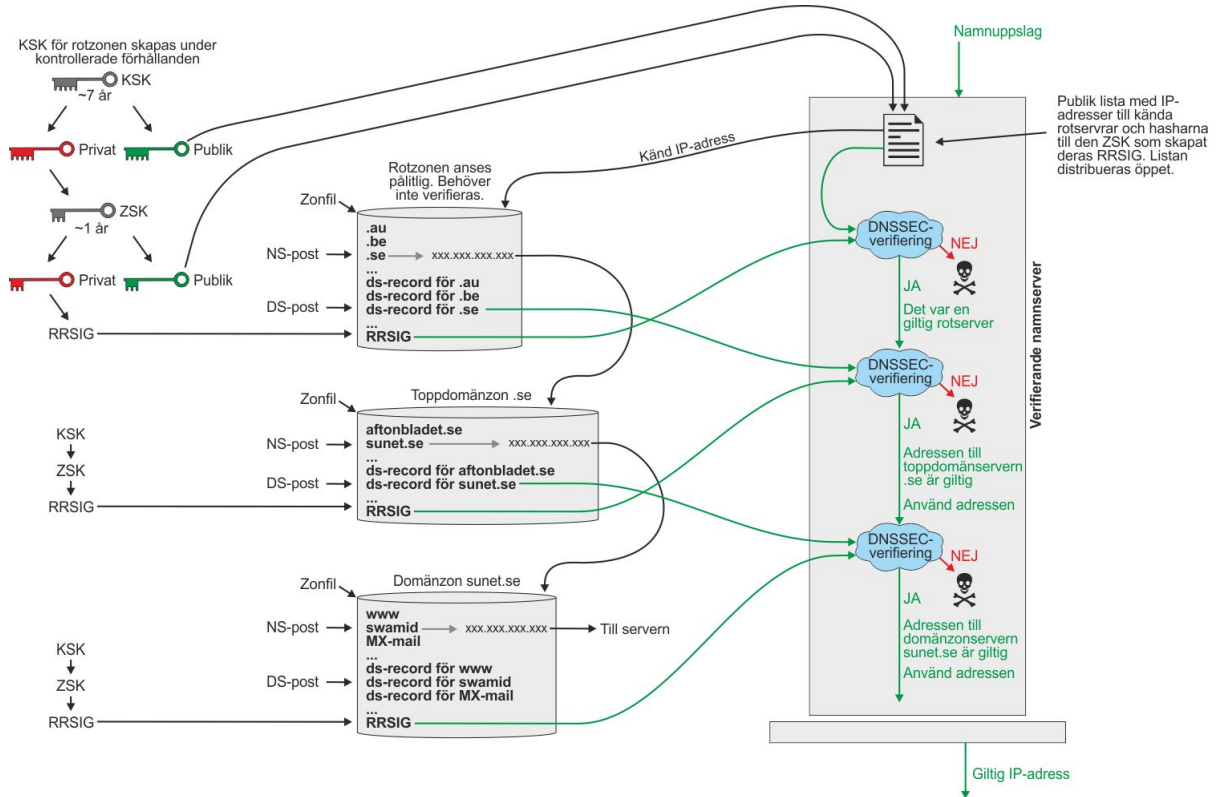 KSK för rotzonen skapas under
kontrollerade förhållanden
KSK
~7 år
Privat
Publik
ZSK
~1 år
Privat
Publik
RRSIG
Namnuppslag
Publik lista med IP-
adresser till kända
rotservrar och hasharna
till den ZSK som skapat
deras RRSIG. Listan
distribueras öppet.
Känd IP-adress
Rotzonen anses
pålitlig. Behöver
inte verifieras.
Zonfil
NS-post
DS-post
.au
.be
.se
xxx.xxx.xxx.xxx
...
ds-record för .au
ds-record för .be
ds-record för .se
...
RRSIG
DNSSEC-
verifiering
NEJ
JA
Det var en
giltig rotserver
Verifierande namnserver
Toppdomänzon .se
Zonfil
KSK
ZSK
RRSIG
NS-post
DS-post
aftonbladet.se
sunet.se
xxx.xxx.xxx.xxx
...
ds-record för aftonbladet.se
ds-record för sunet.se
...
RRSIG
DNSSEC-
verifiering
NEJ
JA
Adressen till
toppdomänservern
.se är giltig
Använd adressen
Domänzon sunet.se
Zonfil
KSK
ZSK
RRSIG
NS-post
DS-post
www
swamid
xxx.xxx.xxx.xxx
Till servern
MX-mail
...
ds-record för www
ds-record för swamid
ds-record för MX-mail
...
RRSIG
DNSSEC-
verifiering
NEJ
JA
Adressen till
domänzonservern
sunet.se är giltig
Använd adressen
Giltig IP-adress